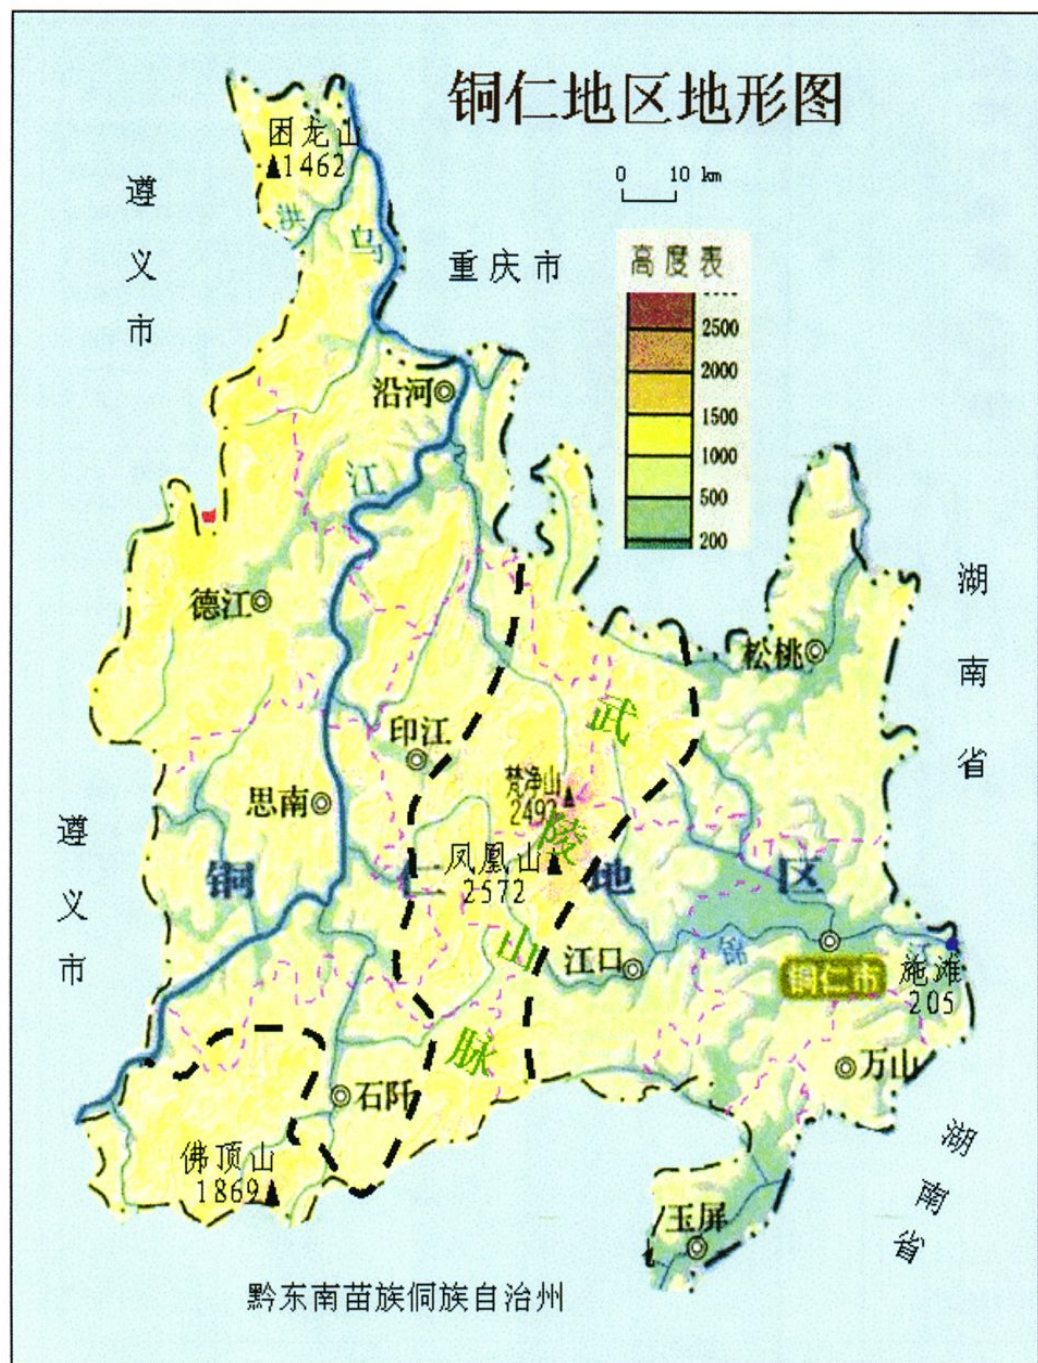 铜仁地区地形图
困龙山
1462
0 10 km
遵义市
洪
乌
重庆市
高度表
2500
2000
1500
1000
500
200
沿河
江
德江
湖南省
松桃
武
印江
梵净山
2493
思南
陵
凤凰山
2572
铜仁地区
遵义市
山
江口
锦
江
铜仁市
施滩
205
脉
万山
石阡
佛顶山
1869
湖南省
玉屏
黔东南苗族侗族自治州